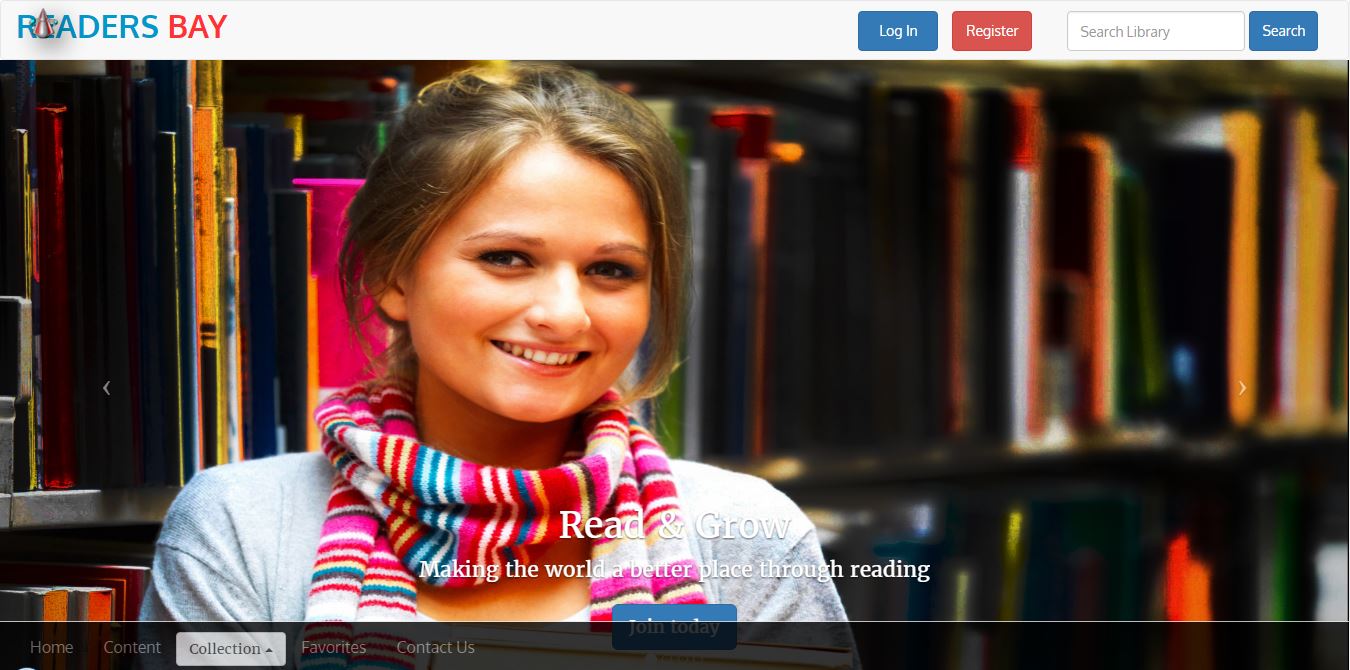 READERS BAY
Log In
Register
Search Library
Search
Read & Grow
Making the world a better place through reading
Join today
Home
Content
Collection
Favorites
Contact Us